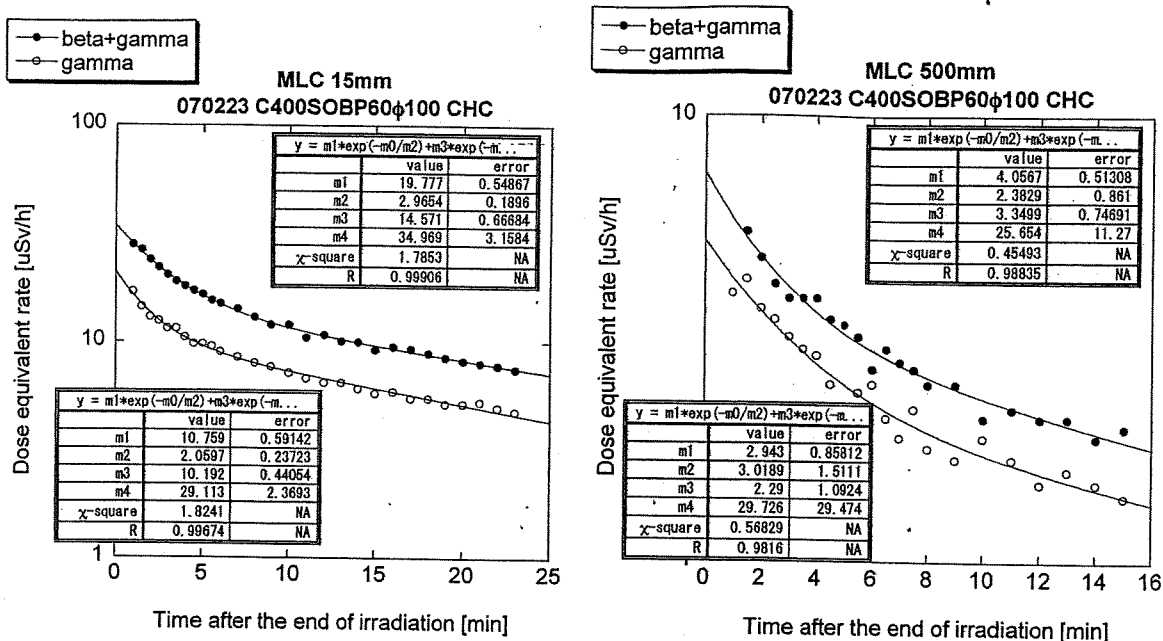 beta+gamma
gamma
MLC 15mm
070223 C400SOBP60φ100 CHC
100
10
1
Dose equivalent rate [uSv/h]
y = m1*exp(-m0/m2)+m3*exp(-m...
value error
m1 19.777 0.54867
m2 2.9654 0.1896
m3 14.571 0.66684
m4 34.969 3.1584
χ-square 1.7853 NA
R 0.99906 NA
y = m1*exp(-m0/m2)+m3*exp(-m...
value error
m1 10.759 0.59142
m2 2.0597 0.23723
m3 10.192 0.44054
m4 29.113 2.3693
χ-square 1.8241 NA
R 0.99674 NA
0 5 10 15 20 25
Time after the end of irradiation [min]
beta+gamma
gamma
MLC 500mm
070223 C400SOBP60φ100 CHC
10
Dose equivalent rate [uSv/h]
y = m1*exp(-m0/m2)+m3*exp(-m...
value error
m1 4.0567 0.51308
m2 2.3829 0.861
m3 3.3499 0.74691
m4 25.654 11.27
χ-square 0.45493 NA
R 0.98835 NA
y = m1*exp(-m0/m2)+m3*exp(-m...
value error
m1 2.943 0.85812
m2 3.0189 1.5111
m3 2.29 1.0924
m4 29.726 29.474
χ-square 0.56829 NA
R 0.9816 NA
0 2 4 6 8 10 12 14 16
Time after the end of irradiation [min]